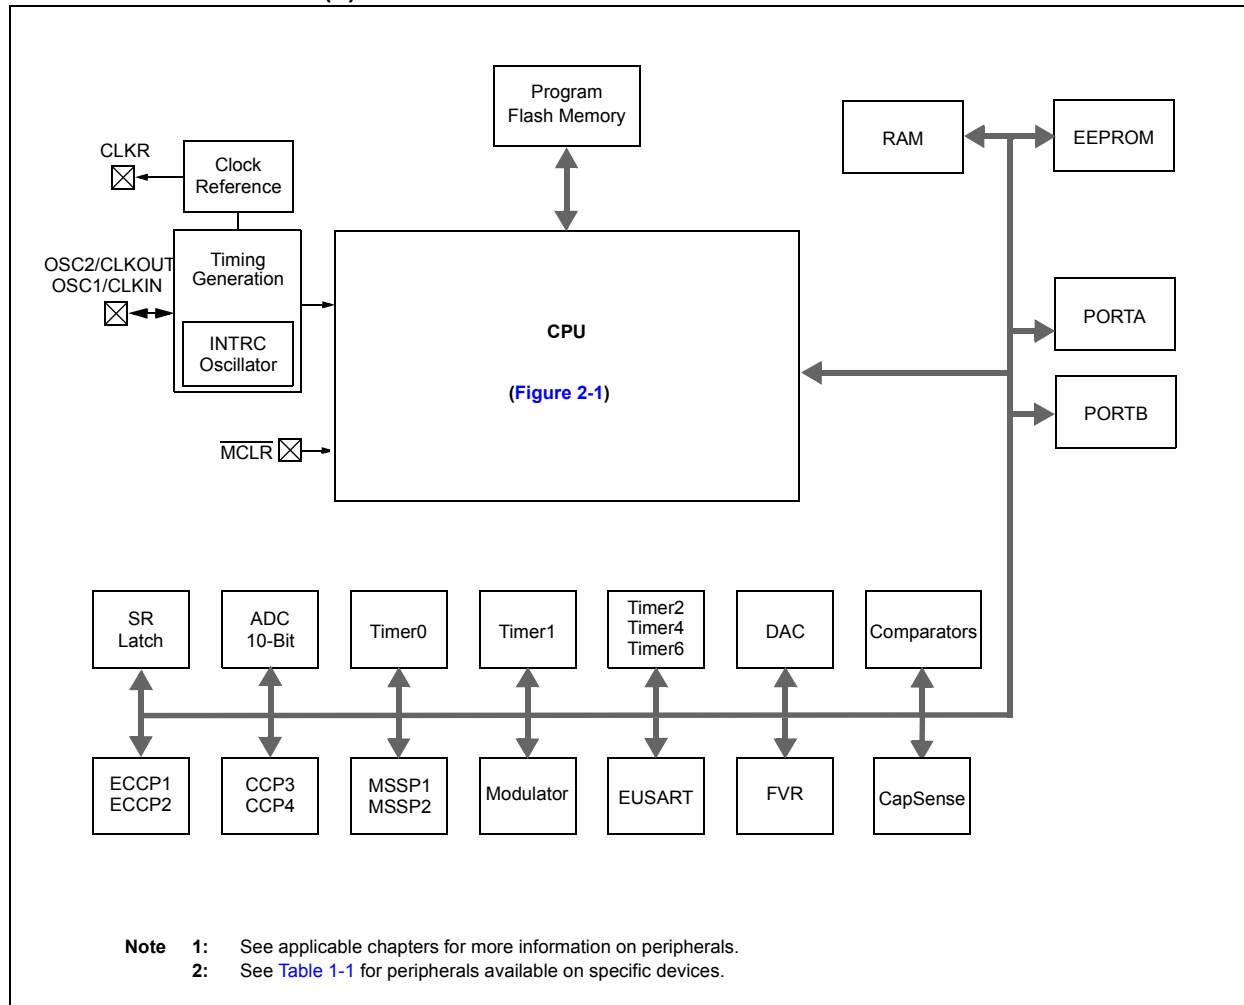 Program
Flash Memory
RAM
EEPROM
CLKR
Clock
Reference
OSC2/CLKOUT
OSC1/CLKIN
Timing
Generation
INTRC
Oscillator
MCLR
CPU
(Figure 2-1)
PORTA
PORTB
SR
Latch
ADC
10-Bit
Timer0
Timer1
Timer2
Timer4
Timer6
DAC
Comparators
ECCP1
ECCP2
CCP3
CCP4
MSSP1
MSSP2
Modulator
EUSART
FVR
CapSense
Note 1: See applicable chapters for more information on peripherals.
2: See Table 1-1 for peripherals available on specific devices.